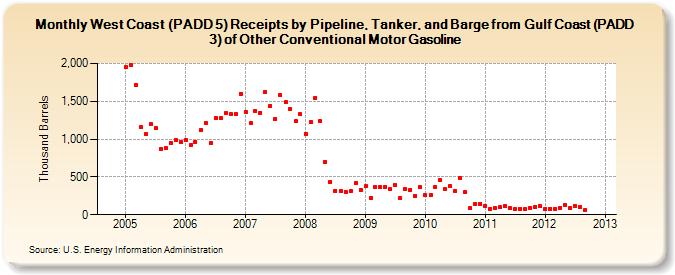 Monthly West Coast (PADD 5) Receipts by Pipeline, Tanker, and Barge from Gulf Coast (PADD
3) of Other Conventional Motor Gasoline
Thousand Barrels
2,000
1,500
1,000
500
0
2005 2006 2007 2008 2009 2010 2011 2012 2013
Source: U.S. Energy Information Administration